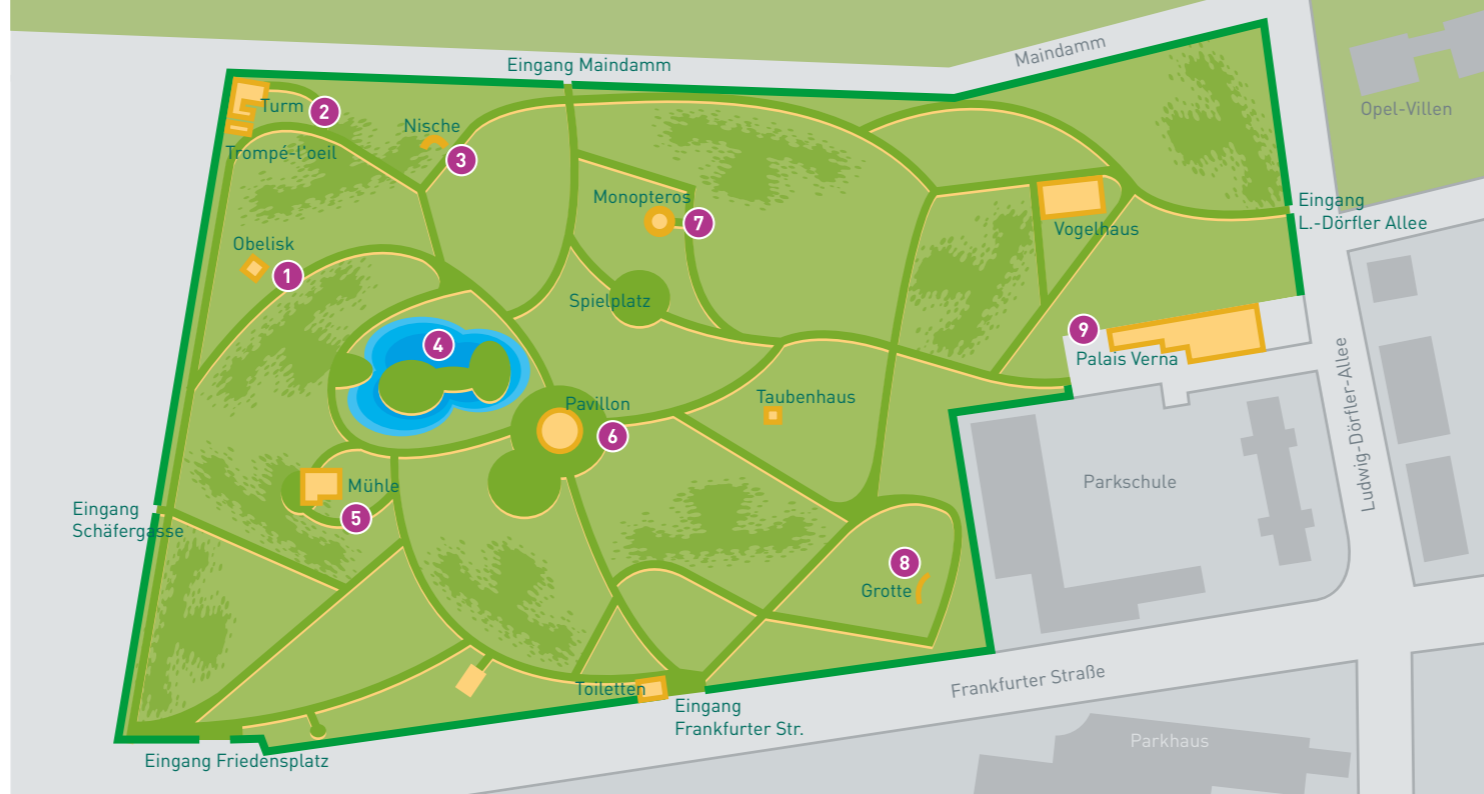 Eingang Maindamm
Maindamm
Opel-Villen
Turm
2
Trompé-l'oeil
Nische
3
Monopteros
7
Vogelhaus
Eingang
L.-Dörfler Allee
Obelisk
1
Spielplatz
4
9
Palais Verna
Ludwig-Dörfler-Allee
Pavillon
6
Taubenhaus
Mühle
5
Parkschule
Eingang
Schäfergasse
8
Grotte
Toiletten
Eingang
Frankfurter Str.
Frankfurter Straße
Parkhaus
Eingang Friedensplatz